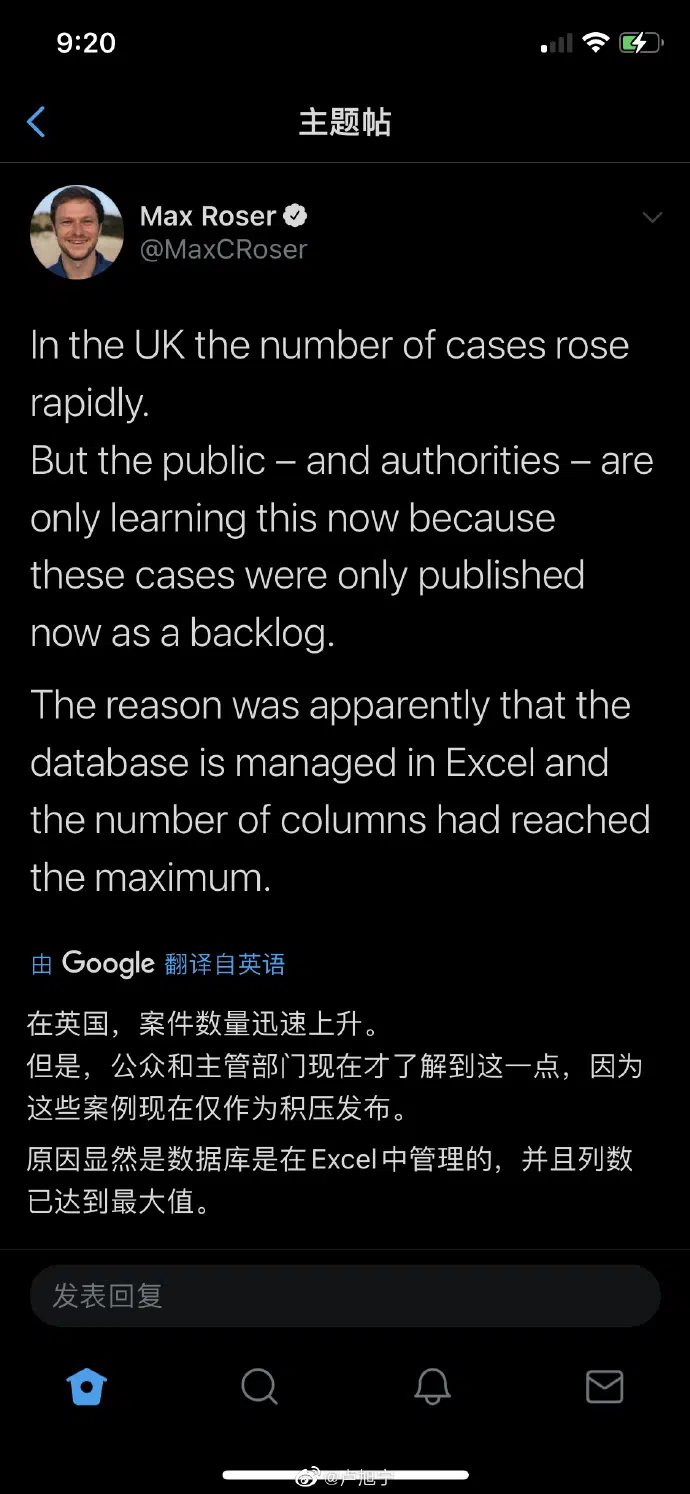 9:20
主题帖
Max Roser
@MaxCRoser
In the UK the number of cases rose
rapidly.
But the public – and authorities – are
only learning this now because
these cases were only published
now as a backlog.
The reason was apparently that the
database is managed in Excel and
the number of columns had reached
the maximum.
由 Google 翻译自英语
在英国，案件数量迅速上升。
但是，公众和主管部门现在才了解到这一点，因为
这些案例现在仅作为积压发布。
原因显然是数据库是在Excel中管理的，并且列数
已达到最大值。
发表回复
@卢旭宁